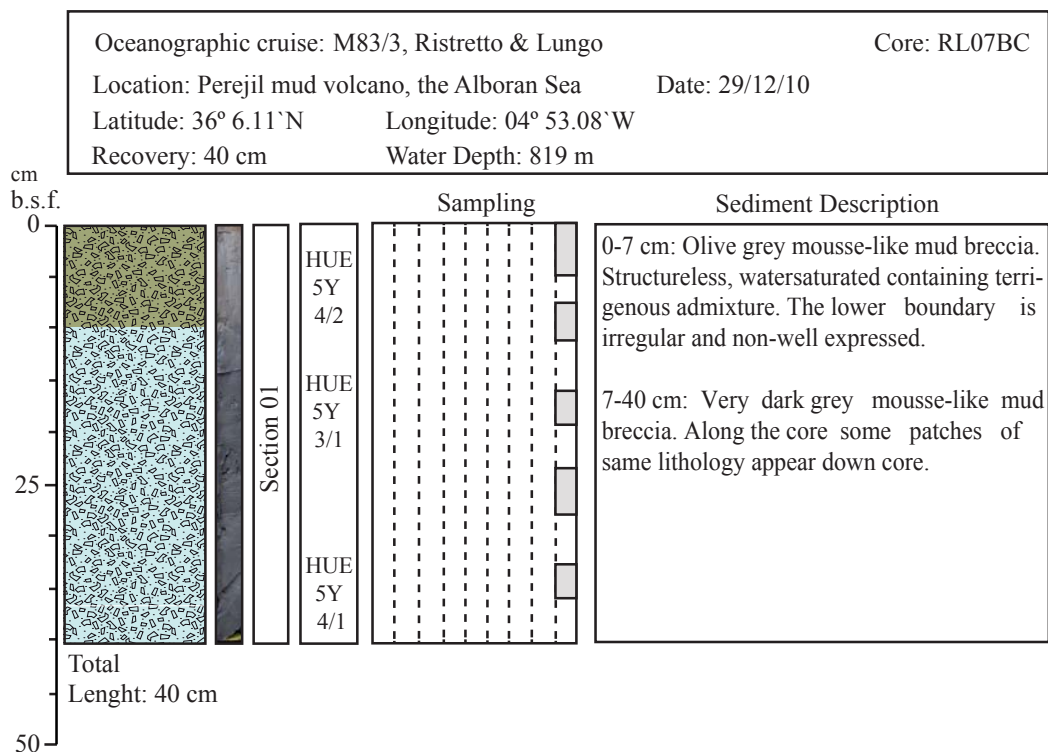 Oceanographic cruise: M83/3, Ristretto & Lungo Core: RL07BC
Location: Perejil mud volcano, the Alboran Sea Date: 29/12/10
Latitude: 36º 6.11`N Longitude: 04º 53.08`W
Recovery: 40 cm Water Depth: 819 m
cm
b.s.f.
Sampling
Sediment Description
0
25
50
Section 01
HUE
5Y
4/2
HUE
5Y
3/1
HUE
5Y
4/1
0-7 cm: Olive grey mousse-like mud breccia.
Structureless, watersaturated containing terri-
genous admixture. The lower boundary is
irregular and non-well expressed.
7-40 cm: Very dark grey mousse-like mud
breccia. Along the core some patches of
same lithology appear down core.
Total
Lenght: 40 cm